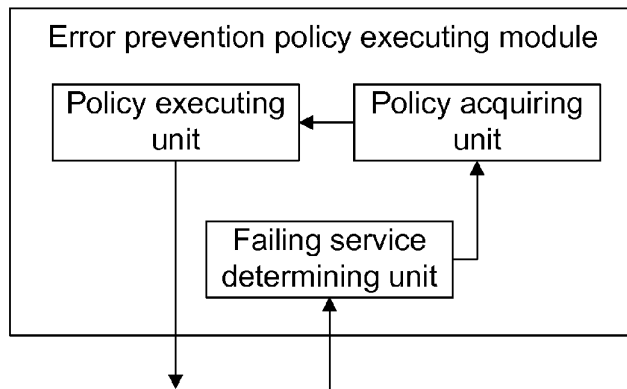 Error prevention policy executing module
Policy executing
unit
Policy acquiring
unit
Failing service
determining unit